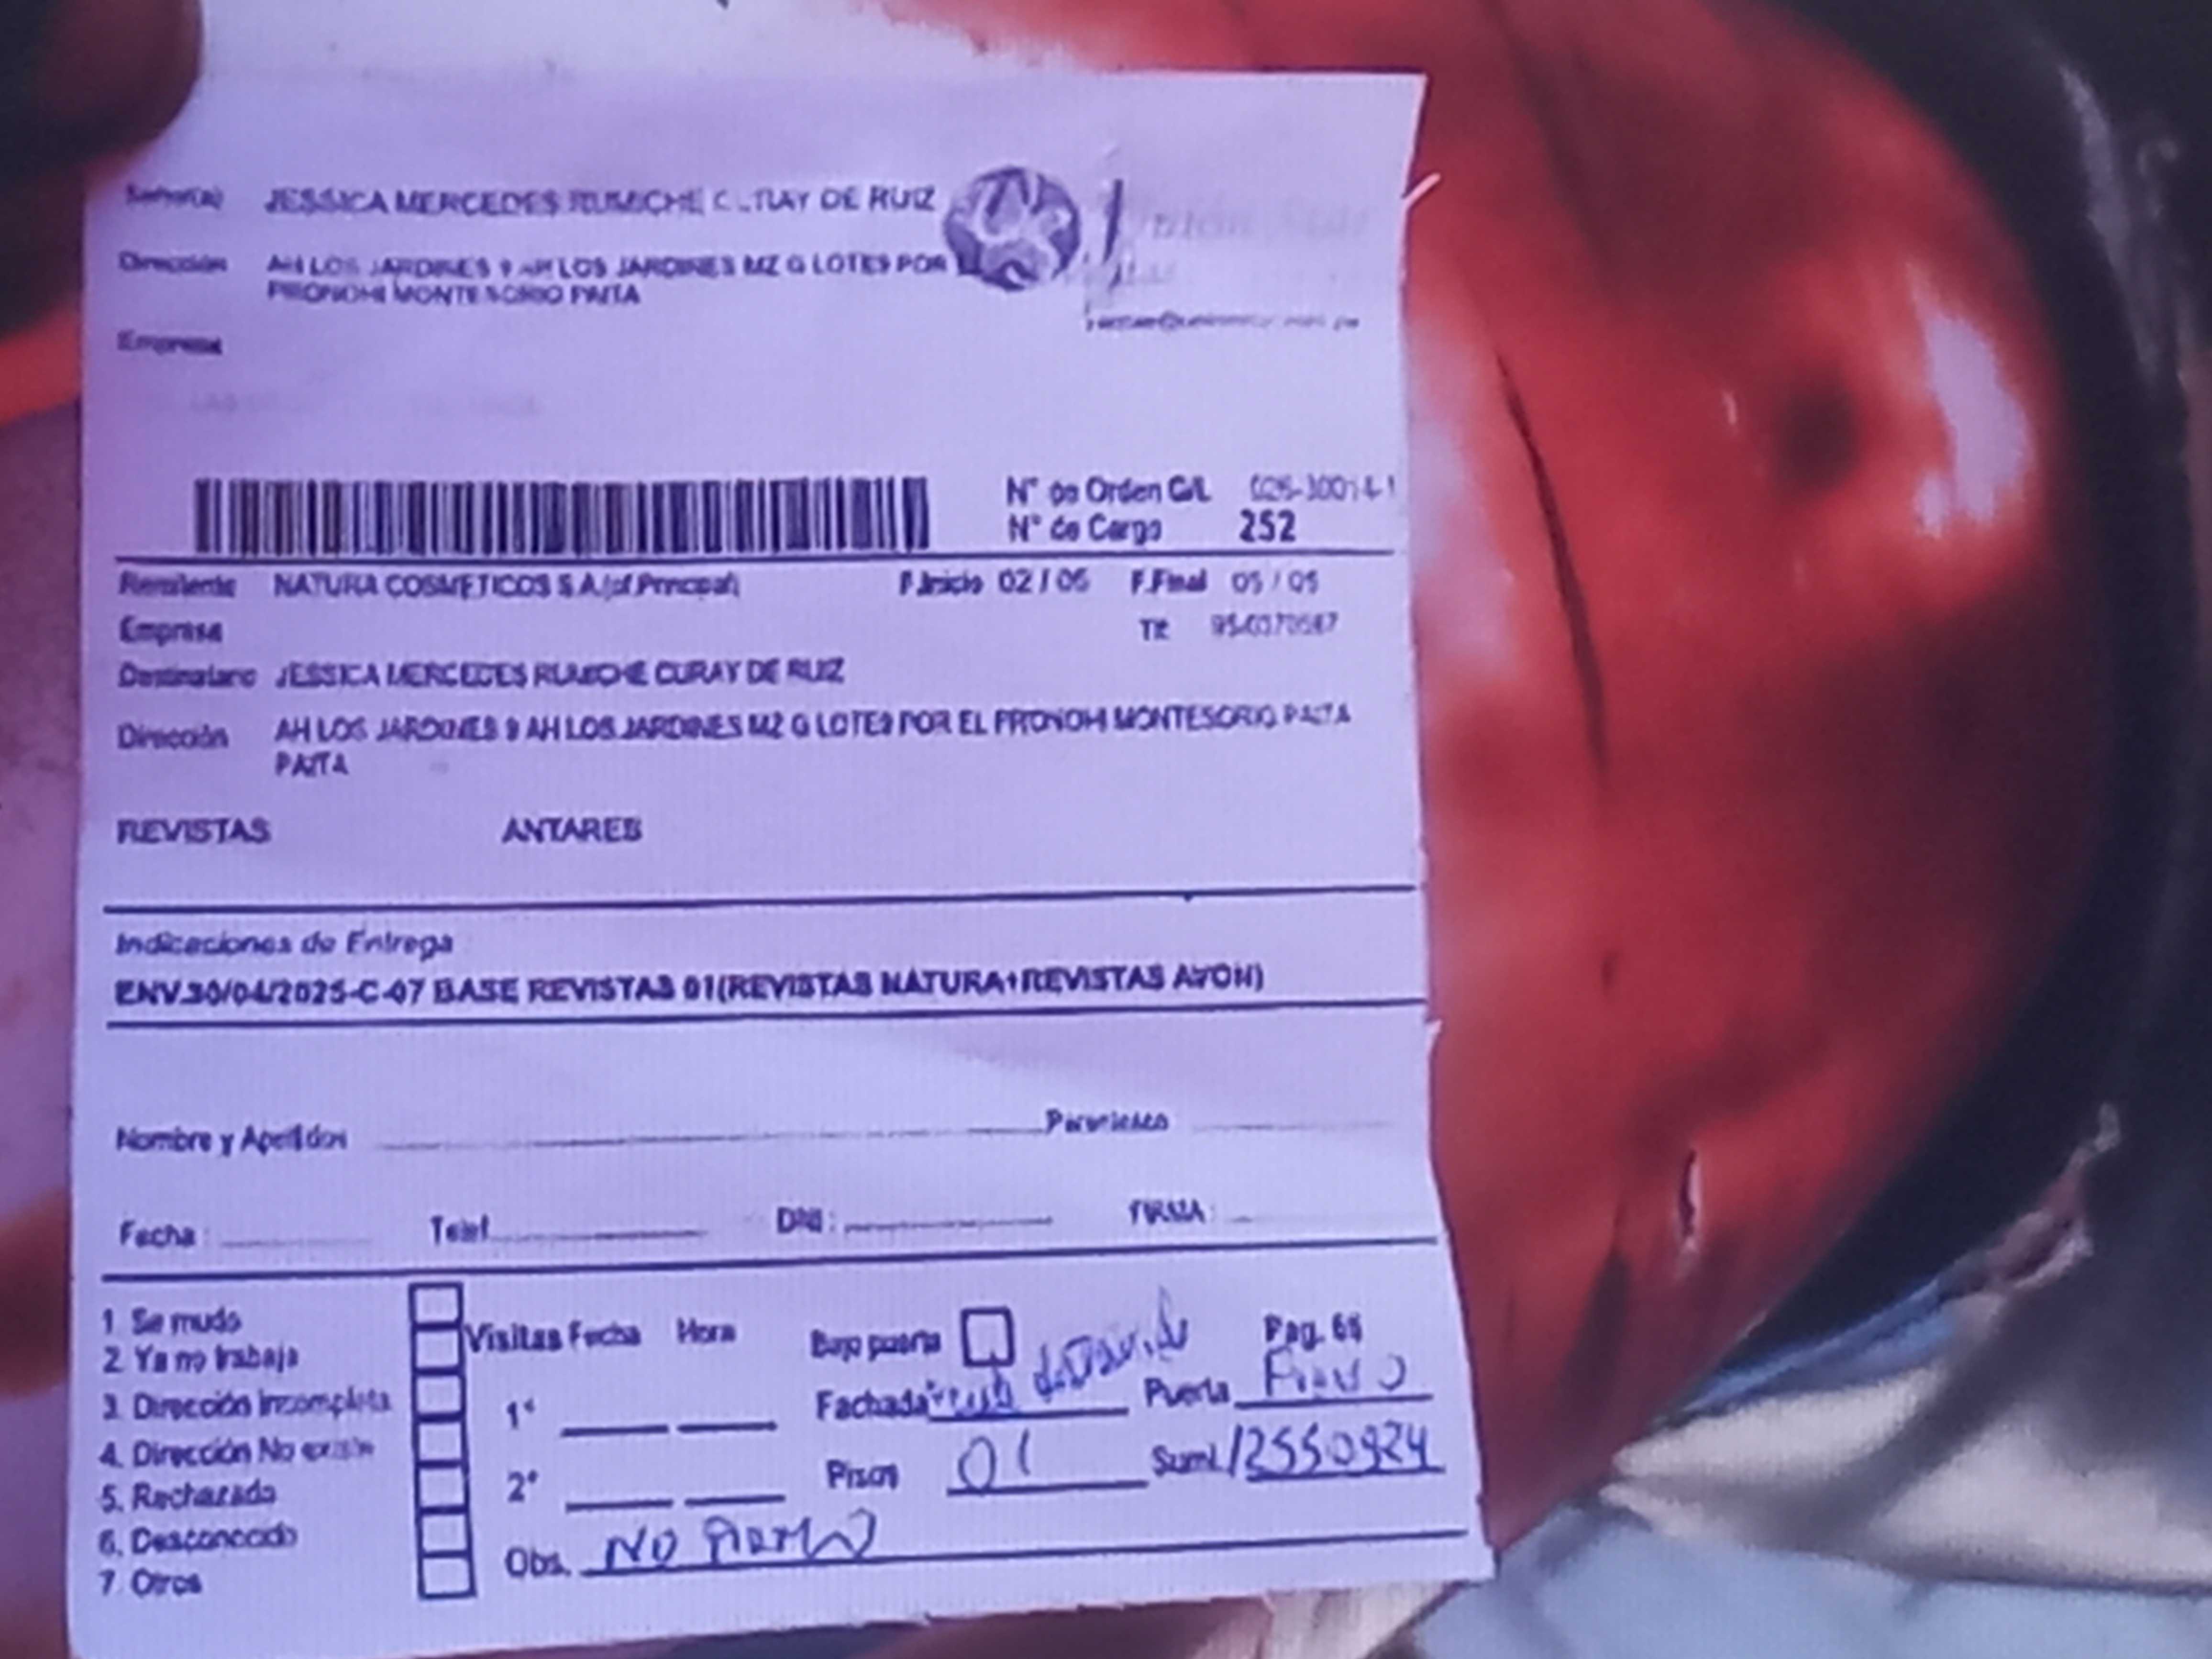 Señor(a) JESSICA MERCEDES RUMICHE CURAY DE RUIZ
Dirección AH LOS JARDINES 9 AH LOS JARDINES MZ G LOTE9 POR
PRONOHI MONTESORIO PAITA
Empresa
N° de Orden G/L
N° de Cargo 252
Remitente NATURA COSMETICOS S.A.(of.Principal) F.Inicio 02 / 05 F.Final 05 / 05
Empresa Tlf
Destinatario JESSICA MERCEDES RUMICHE CURAY DE RUIZ
Dirección AH LOS JARDINES 9 AH LOS JARDINES MZ G LOTE9 POR EL PRONOHI MONTESORIO PAITA
PAITA
REVISTAS ANTARES
Indicaciones de Entrega
ENV.30/04/2025-C-07 BASE REVISTAS 01(REVISTAS NATURA+REVISTAS AVON)
Nombre y Apellidos Parentesco
Fecha : Telef. DNI : FIRMA :
1. Se mudo Visitas Fecha Hora Bajo puerta Pag. 66
2. Ya no trabaja
3. Dirección incompleta 1° Fachada Puerta Fierro
4. Dirección No existe
5. Rechazado 2° Pisos 01 Sumi. 12550924
6. Desconocido
7. Otros Obs. NO FIRMO